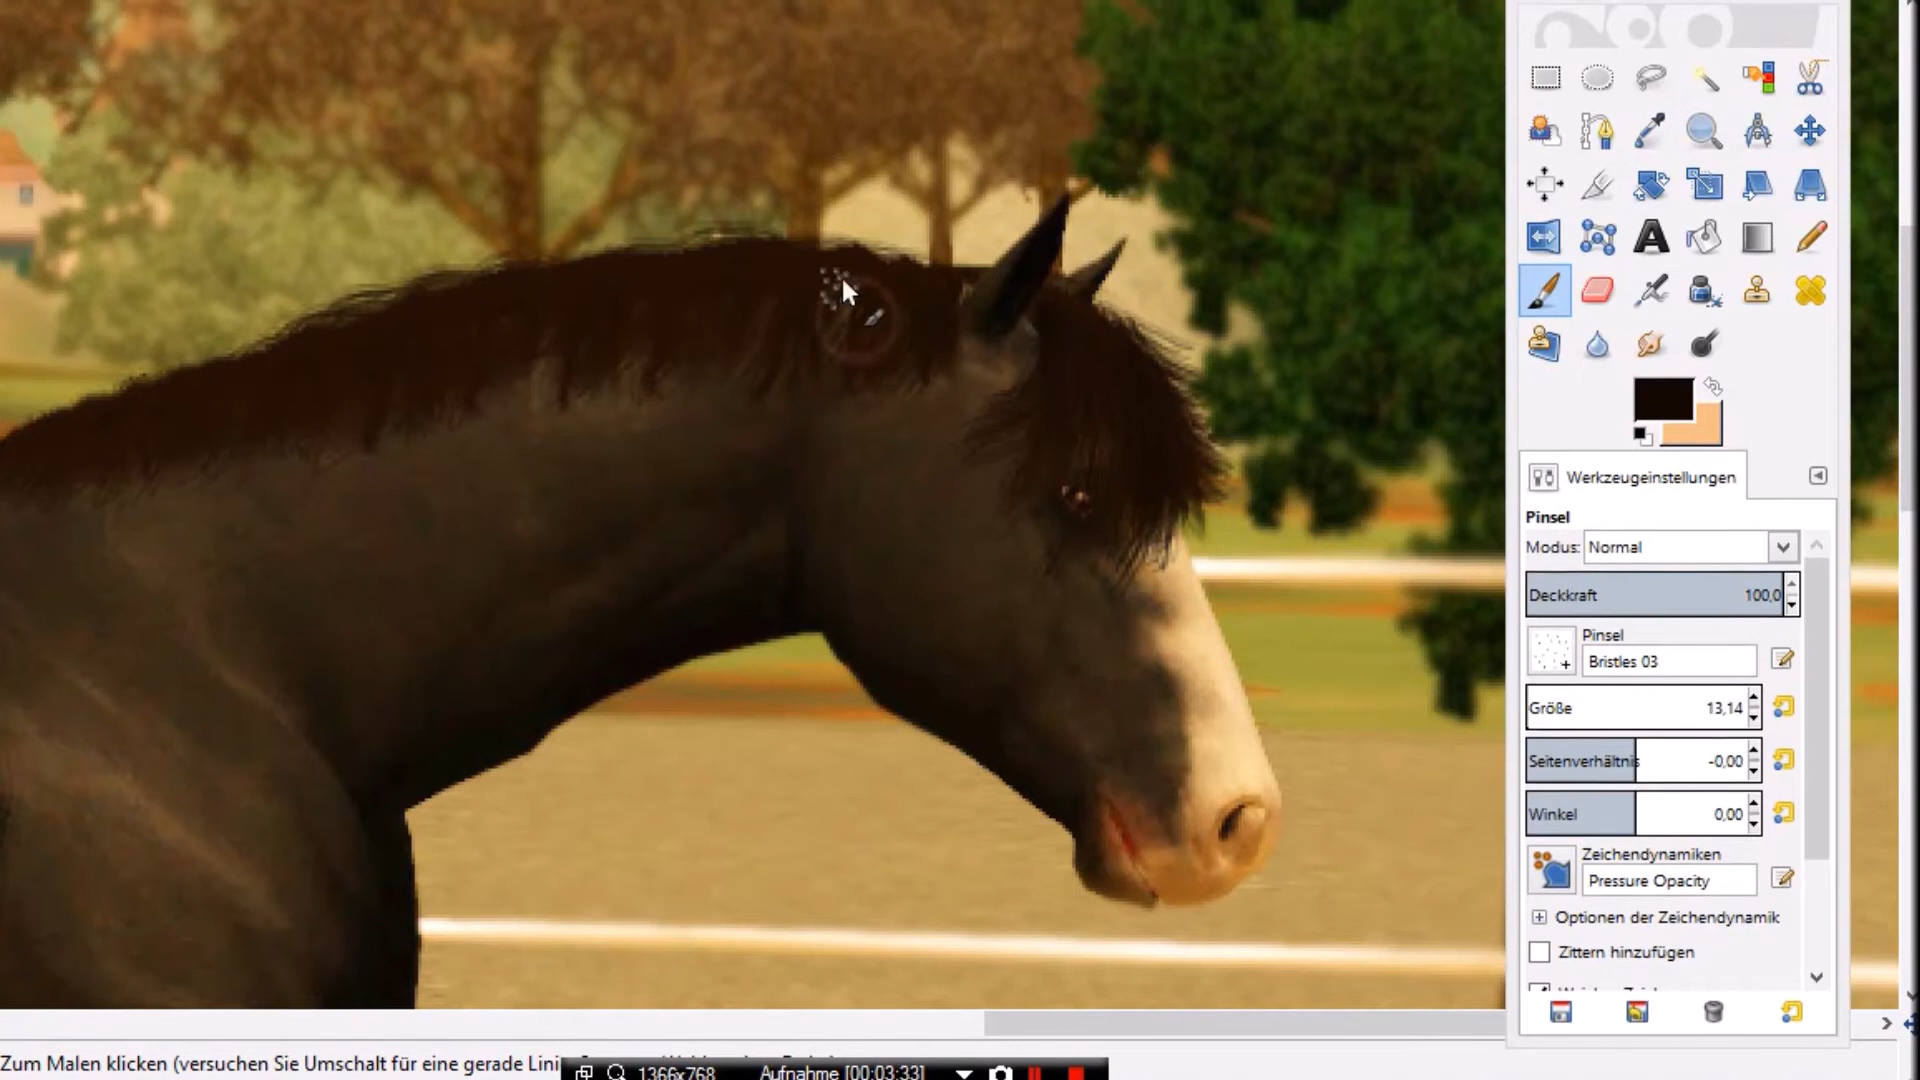 Werkzeugeinstellungen
Pinsel
Modus: Normal
Deckkraft 100,0
Pinsel
Bristles 03
Größe 13,14
Seitenverhältnis -0,00
Winkel 0,00
Zeichendynamiken
Pressure Opacity
Optionen der Zeichendynamik
Zittern hinzufügen
Zum Malen klicken (versuchen Sie Umschalt für eine gerade Lini
1366x768 Aufnahme [00:03:33]